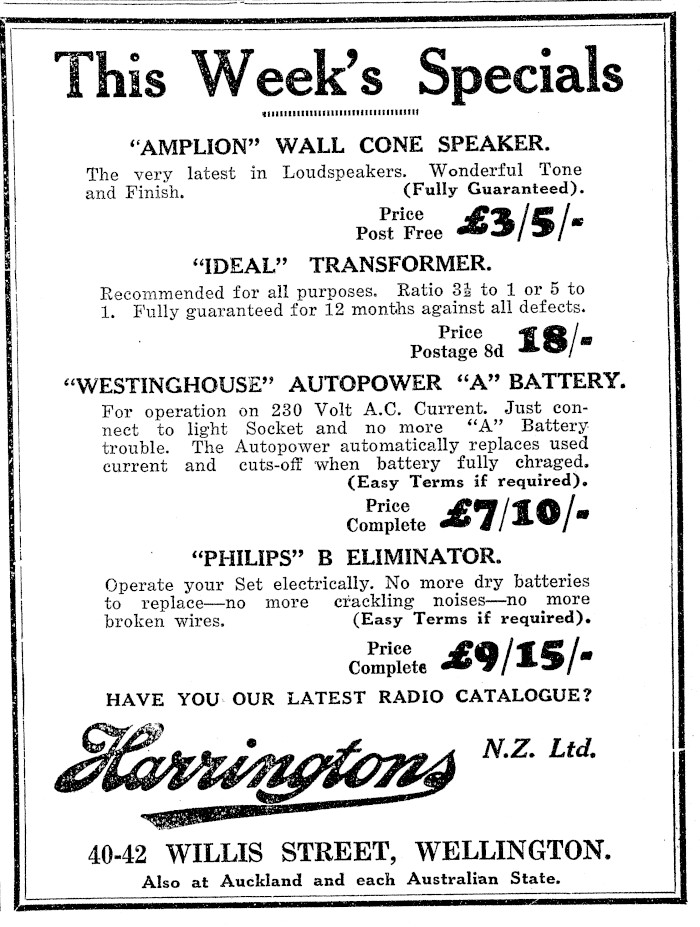 This Week's Specials
"AMPLION" WALL CONE SPEAKER.
The very latest in Loudspeakers. Wonderful Tone
and Finish. (Fully Guaranteed).
Price
Post Free £3/5/-
"IDEAL" TRANSFORMER.
Recommended for all purposes. Ratio 3½ to 1 or 5 to
1. Fully guaranteed for 12 months against all defects.
Price
Postage 8d 18/-
"WESTINGHOUSE" AUTOPOWER "A" BATTERY.
For operation on 230 Volt A.C. Current. Just con-
nect to light Socket and no more "A" Battery
trouble. The Autopower automatically replaces used
current and cuts-off when battery fully chraged.
(Easy Terms if required).
Price
Complete £7/10/-
"PHILIPS" B ELIMINATOR.
Operate your Set electrically. No more dry batteries
to replace—no more crackling noises—no more
broken wires. (Easy Terms if required).
Price
Complete £9/15/-
HAVE YOU OUR LATEST RADIO CATALOGUE?
Harringtons N.Z. Ltd.
40-42 WILLIS STREET, WELLINGTON.
Also at Auckland and each Australian State.